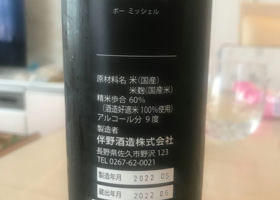 ボー ミッシェル
原材料名 米(国産)
米麹(国産米)
精米歩合 60%
(酒造好適米100%使用)
アルコール分 9度
製造者
伴野酒造株式会社
長野県佐久市野沢 123
TEL 0267-62-0021
製造年月 2022 05
蔵出年月 2022 06